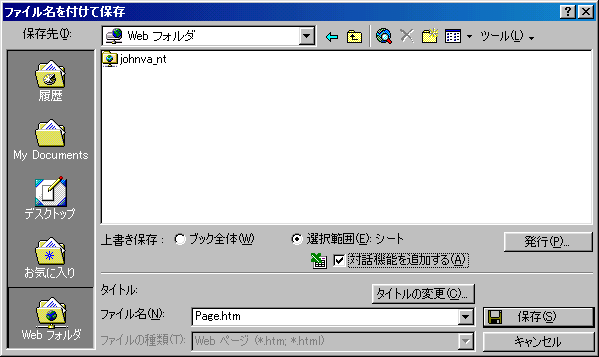 ファイル名を付けて保存
保存先(I):
Web フォルダ
ツール(L)
johnva_nt
履歴
My Documents
デスクトップ
お気に入り
Web フォルダ
上書き保存:
ブック全体(W)
選択範囲(E): シート
発行(P)...
対話機能を追加する(A)
タイトル:
タイトルの変更(C)...
ファイル名(N):
Page.htm
保存(S)
ファイルの種類(T):
Web ページ (*.htm; *.html)
キャンセル